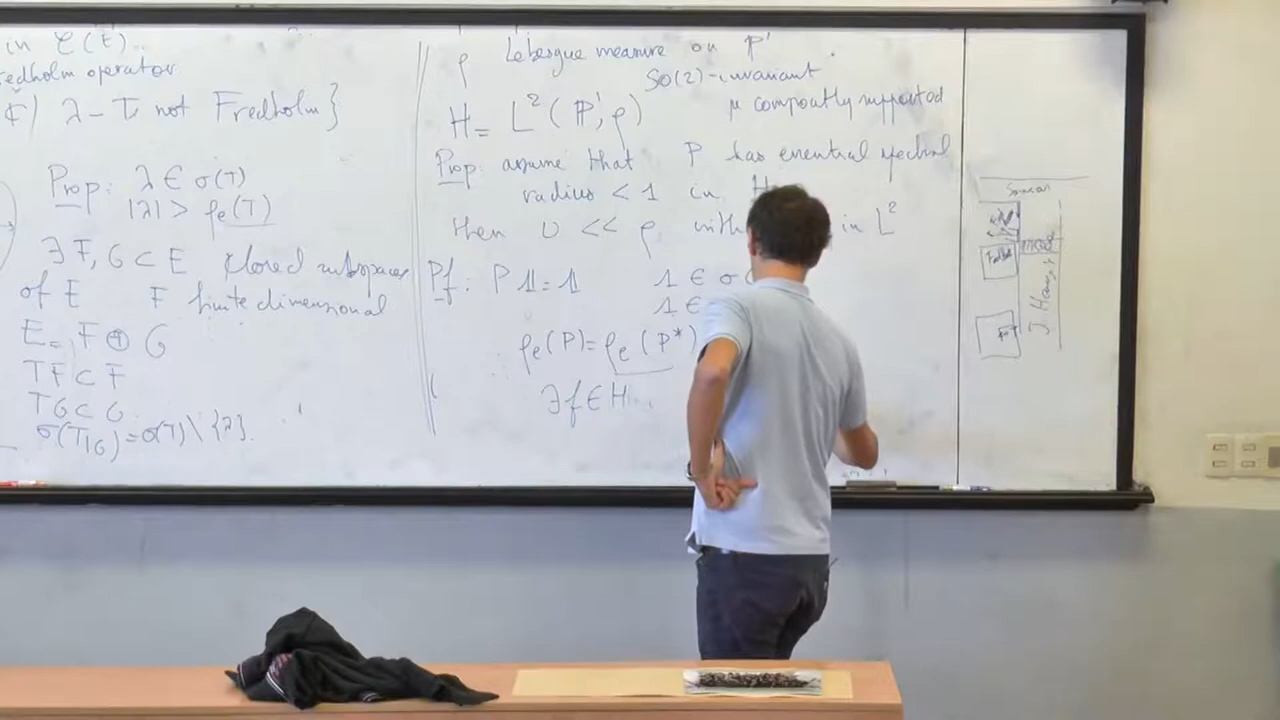 in C(E)
edholm operator
λ - T not Fredholm }
Prop: λ ∈ σ(T)
|λ| > ρe(T)
∃ F, G ⊂ E closed subspaces
of E F finite dimensional
E = F ⊕ G
TF ⊂ F
TG ⊂ G
σ(T|G) = σ(T) \ {λ}.
ρ Lebesgue measure on P¹
SO(2)-invariant
H = L²(P¹, ρ) μ compactly supported
Prop: assume that P has essential spectral
radius < 1 in H
then υ << ρ with in L²
Pf: P 1 = 1 1 ∈ σ(
1 ∈
ρe(P) = ρe(P*)
∃ f ∈ H